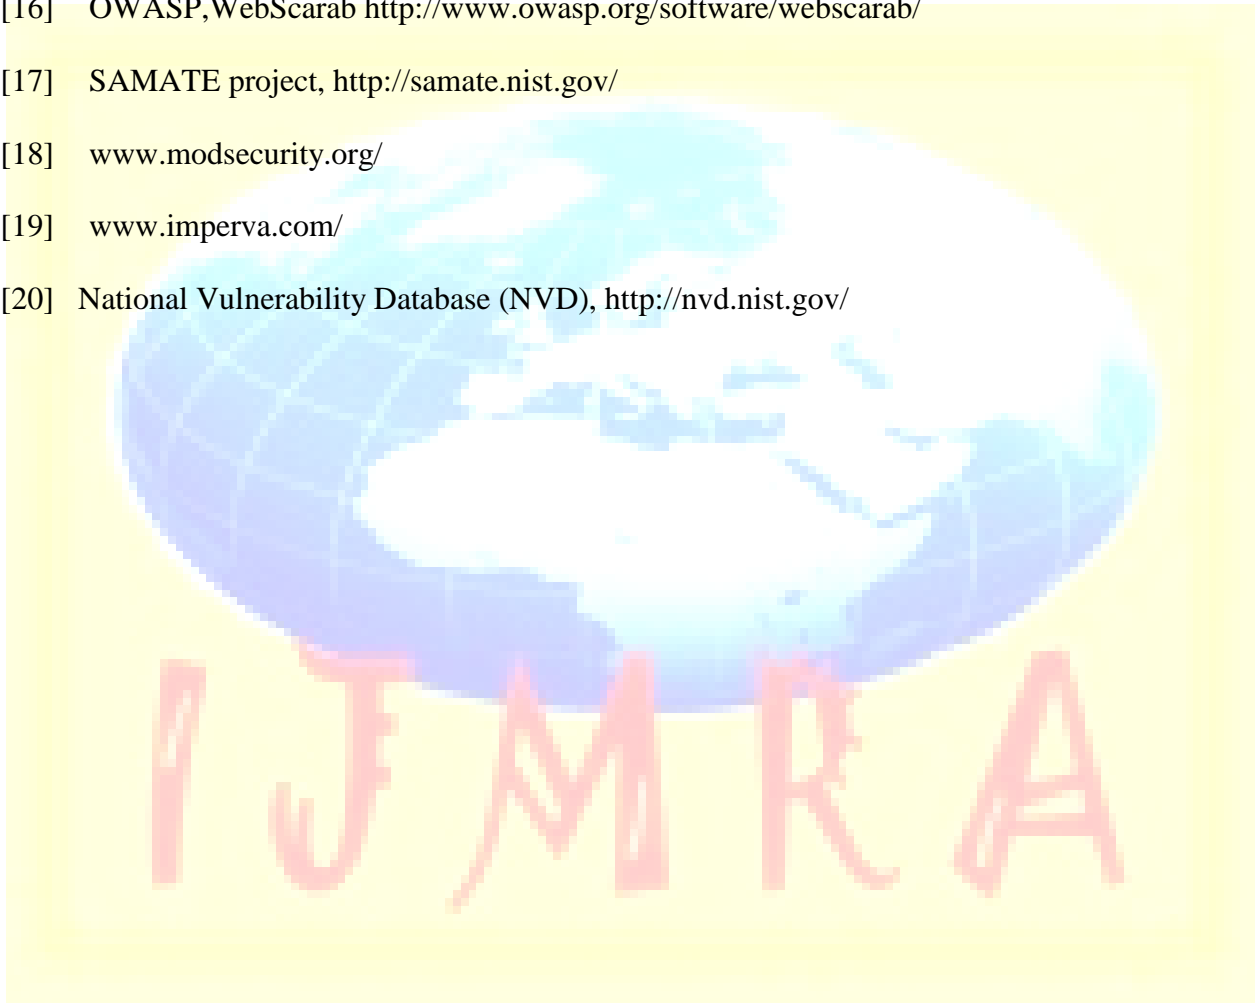 [16] OWASP,WebScarab http://www.owasp.org/software/webscarab/
[17] SAMATE project, http://samate.nist.gov/
[18] www.modsecurity.org/
[19] www.imperva.com/
[20] National Vulnerability Database (NVD), http://nvd.nist.gov/
IJMRA